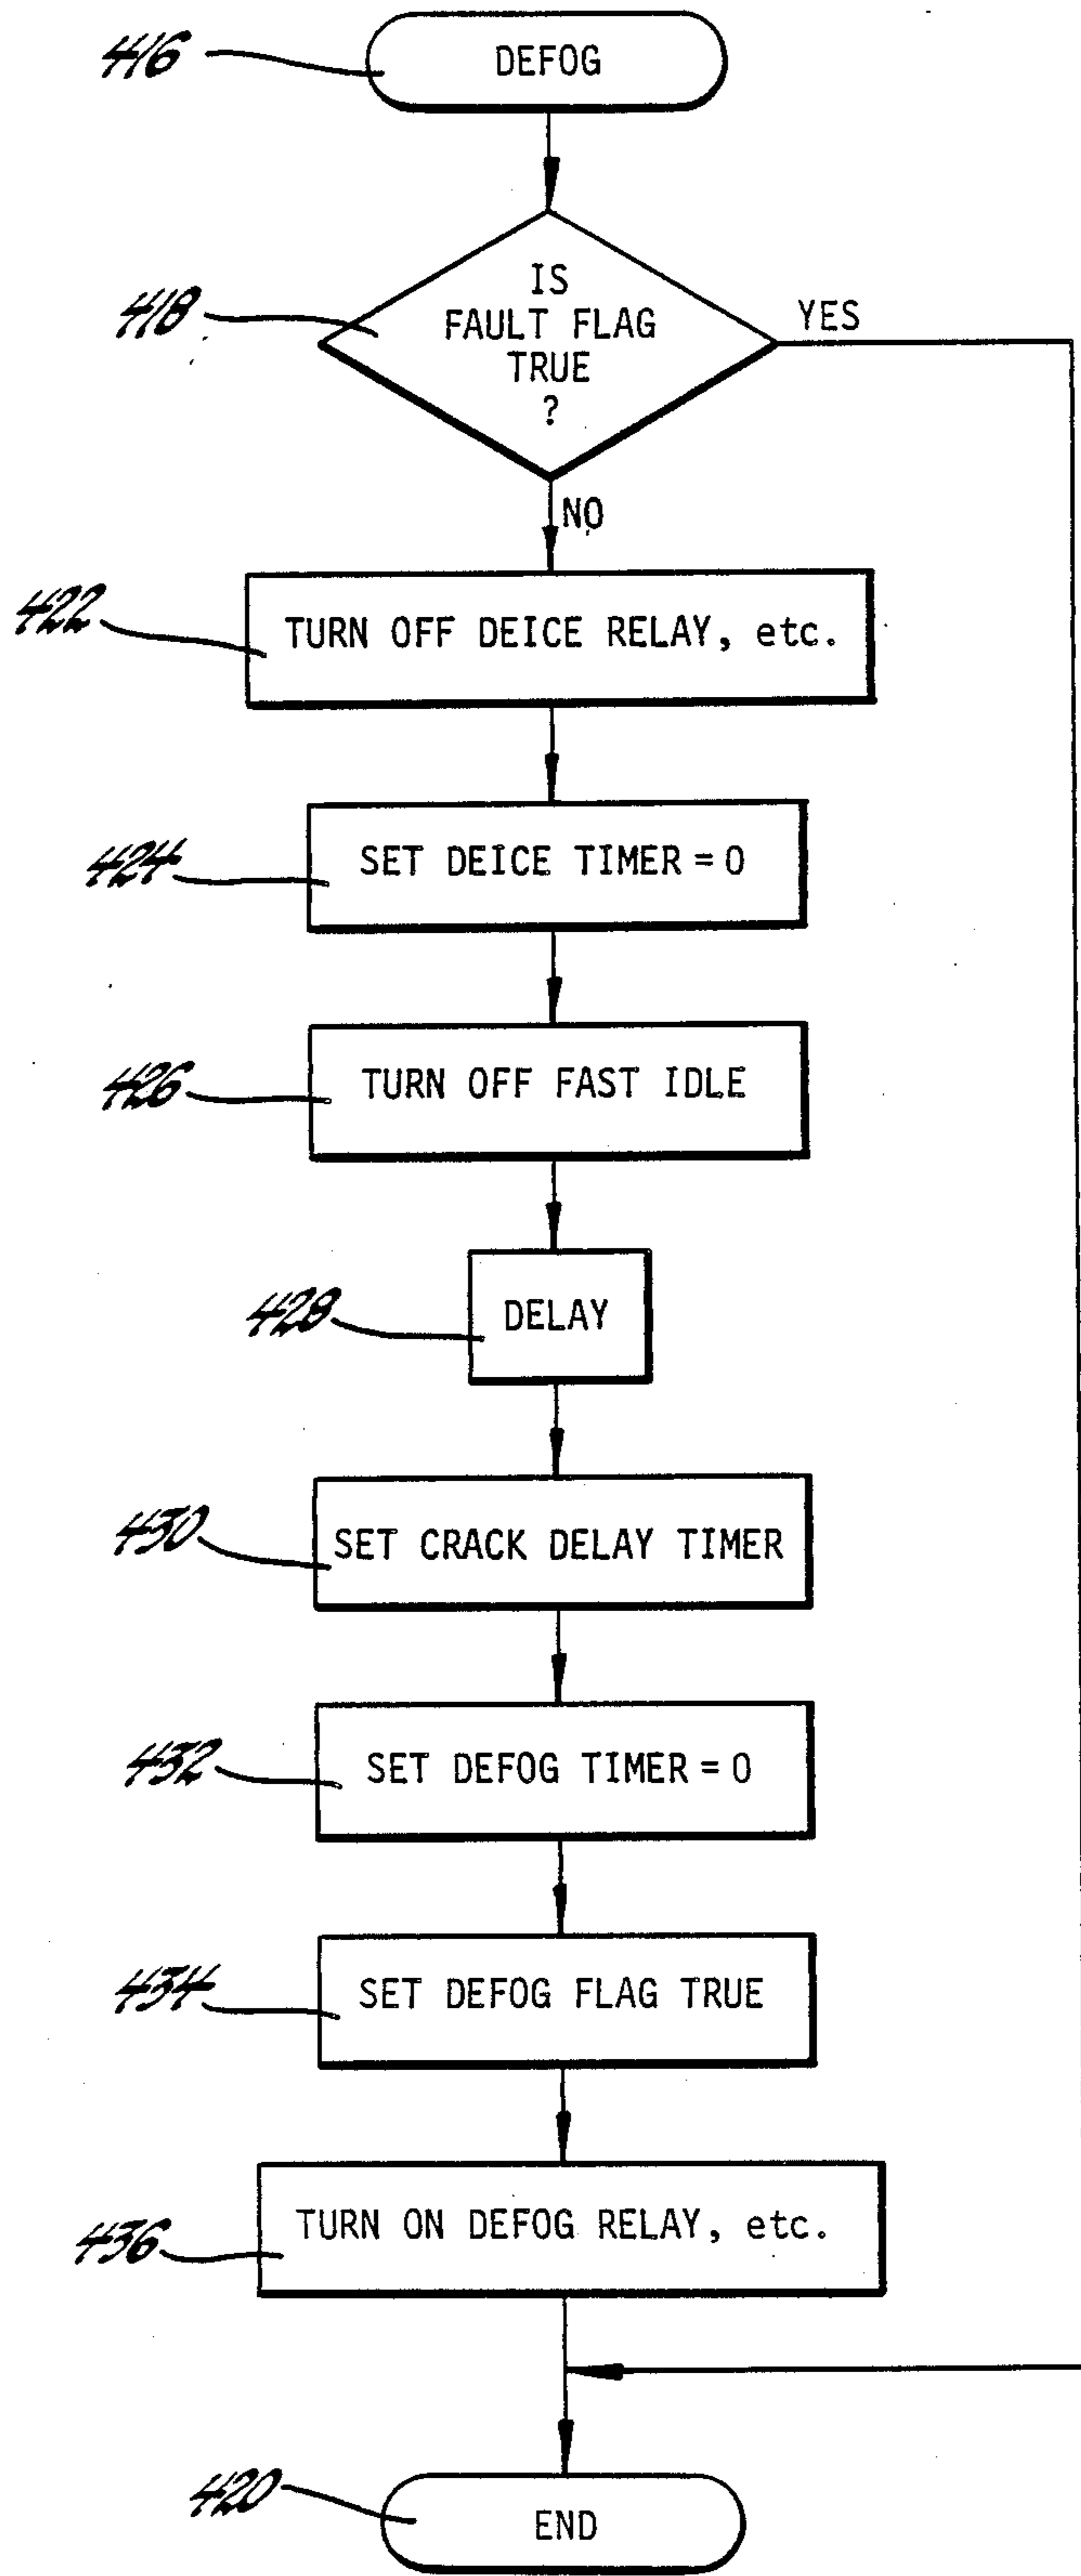 416
DEFOG
418
IS
FAULT FLAG
TRUE
?
YES
NO
422
TURN OFF DEICE RELAY, etc.
424
SET DEICE TIMER = 0
426
TURN OFF FAST IDLE
428
DELAY
430
SET CRACK DELAY TIMER
432
SET DEFOG TIMER = 0
434
SET DEFOG FLAG TRUE
436
TURN ON DEFOG RELAY, etc.
420
END